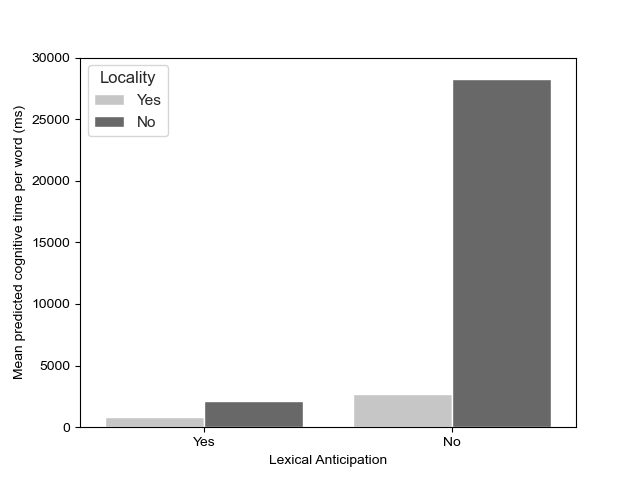 30000
25000
20000
15000
10000
5000
0
Mean predicted cognitive time per word (ms)
Locality
Yes
No
Yes
No
Lexical Anticipation